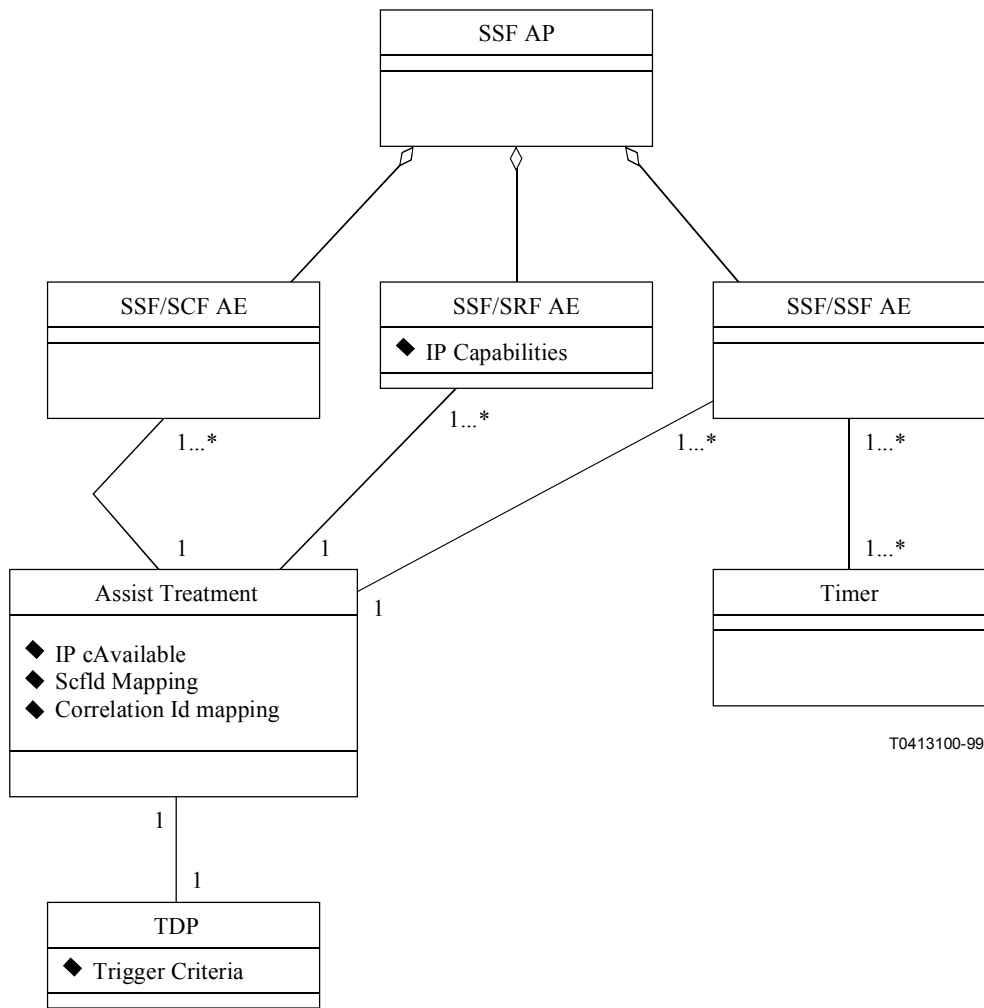 SSF AP
SSF/SCF AE
SSF/SRF AE
SSF/SSF AE
IP Capabilities
1...*
1...*
1...*
1...*
1
1
1...*
1
Assist Treatment
Timer
IP cAvailable
Scfld Mapping
Correlation Id mapping
T0413100-99
1
1
TDP
Trigger Criteria